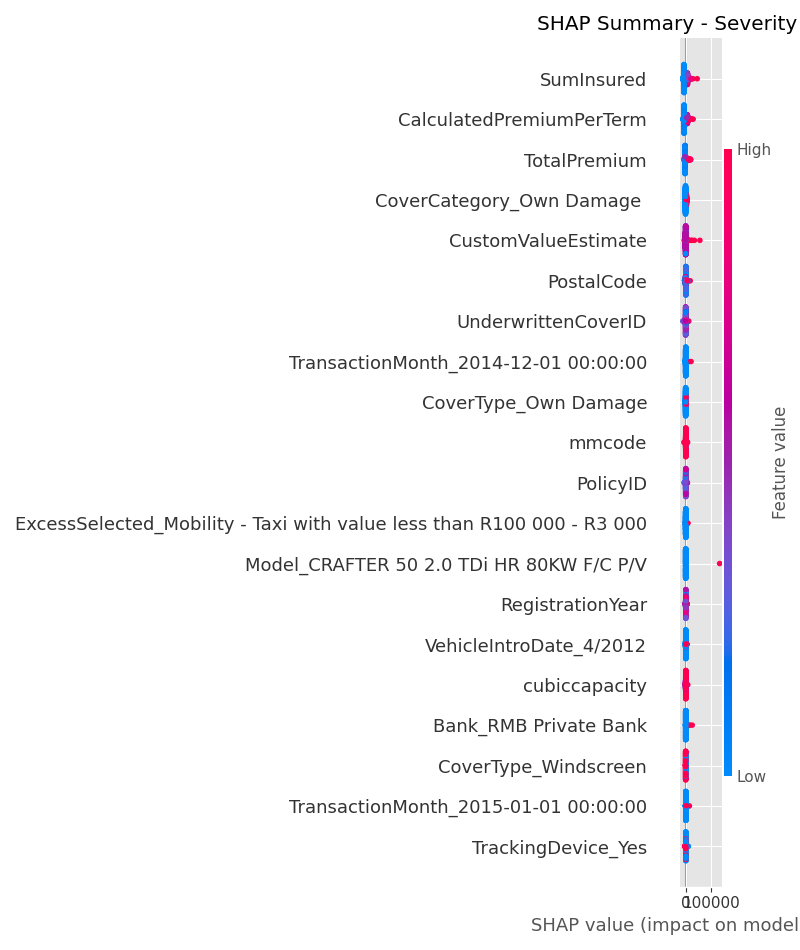 SHAP Summary - Severity
SumInsured
CalculatedPremiumPerTerm
TotalPremium
CoverCategory_Own Damage
CustomValueEstimate
PostalCode
UnderwrittenCoverID
TransactionMonth_2014-12-01 00:00:00
CoverType_Own Damage
mmcode
PolicyID
ExcessSelected_Mobility - Taxi with value less than R100 000 - R3 000
Model_CRAFTER 50 2.0 TDi HR 80KW F/C P/V
RegistrationYear
VehicleIntroDate_4/2012
cubiccapacity
Bank_RMB Private Bank
CoverType_Windscreen
TransactionMonth_2015-01-01 00:00:00
TrackingDevice_Yes
High
Feature value
Low
0 100000
SHAP value (impact on model